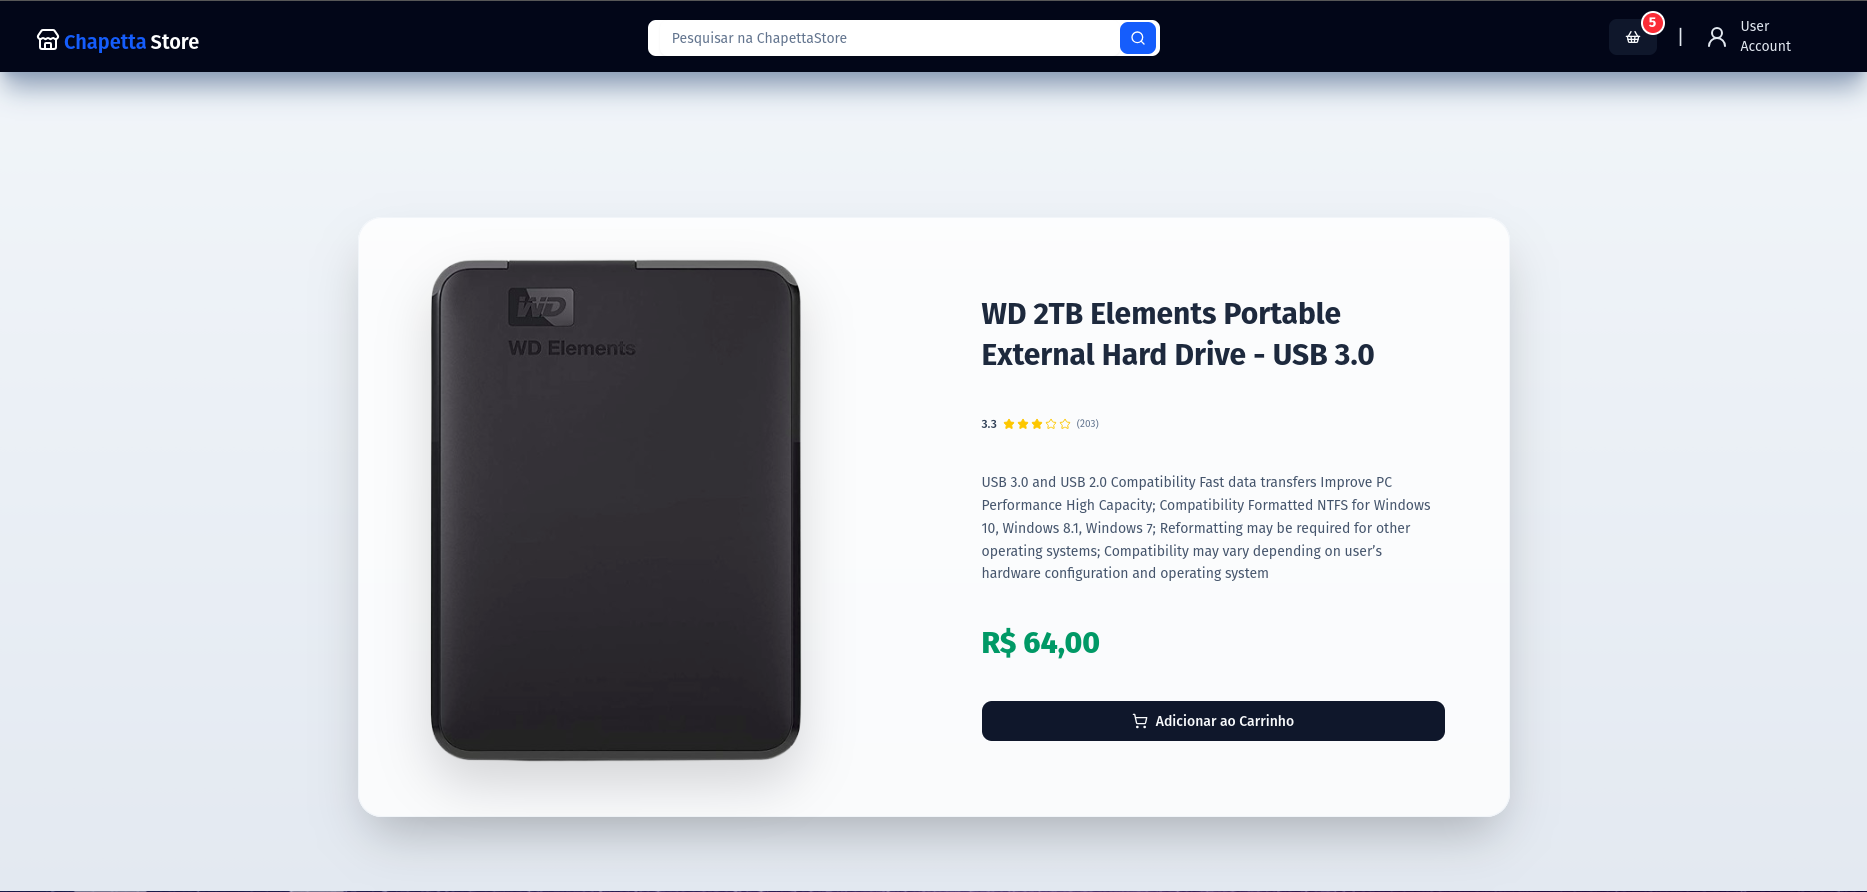 Chapetta Store
Pesquisar na ChapettaStore
5
|
User
Account
WD
WD Elements
WD 2TB Elements Portable
External Hard Drive - USB 3.0
3.3 (203)
USB 3.0 and USB 2.0 Compatibility Fast data transfers Improve PC
Performance High Capacity; Compatibility Formatted NTFS for Windows
10, Windows 8.1, Windows 7; Reformatting may be required for other
operating systems; Compatibility may vary depending on user’s
hardware configuration and operating system
R$ 64,00
Adicionar ao Carrinho